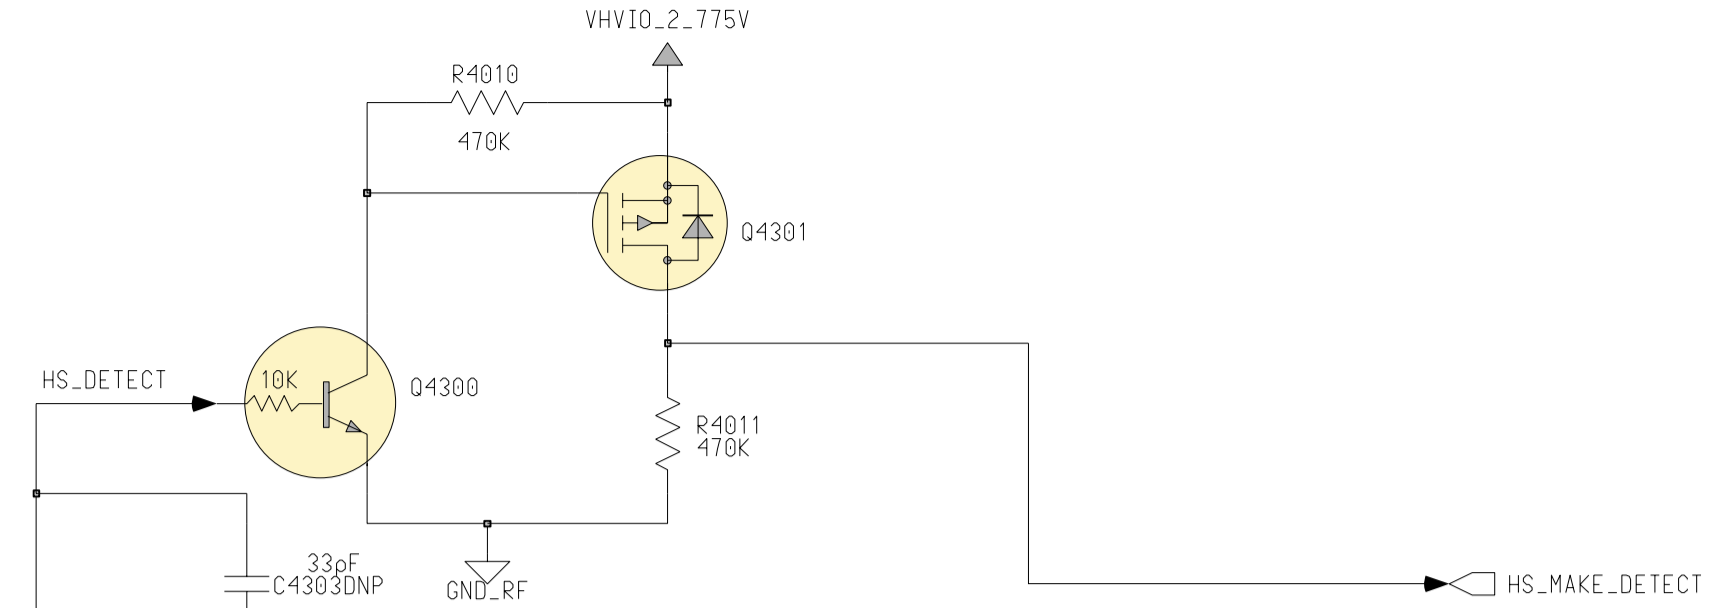 VHVIO_2_775V
R4010
470K
Q4301
HS_DETECT
10K
Q4300
R4011
470K
33pF
C4303DNP
GND_RF
HS_MAKE_DETECT